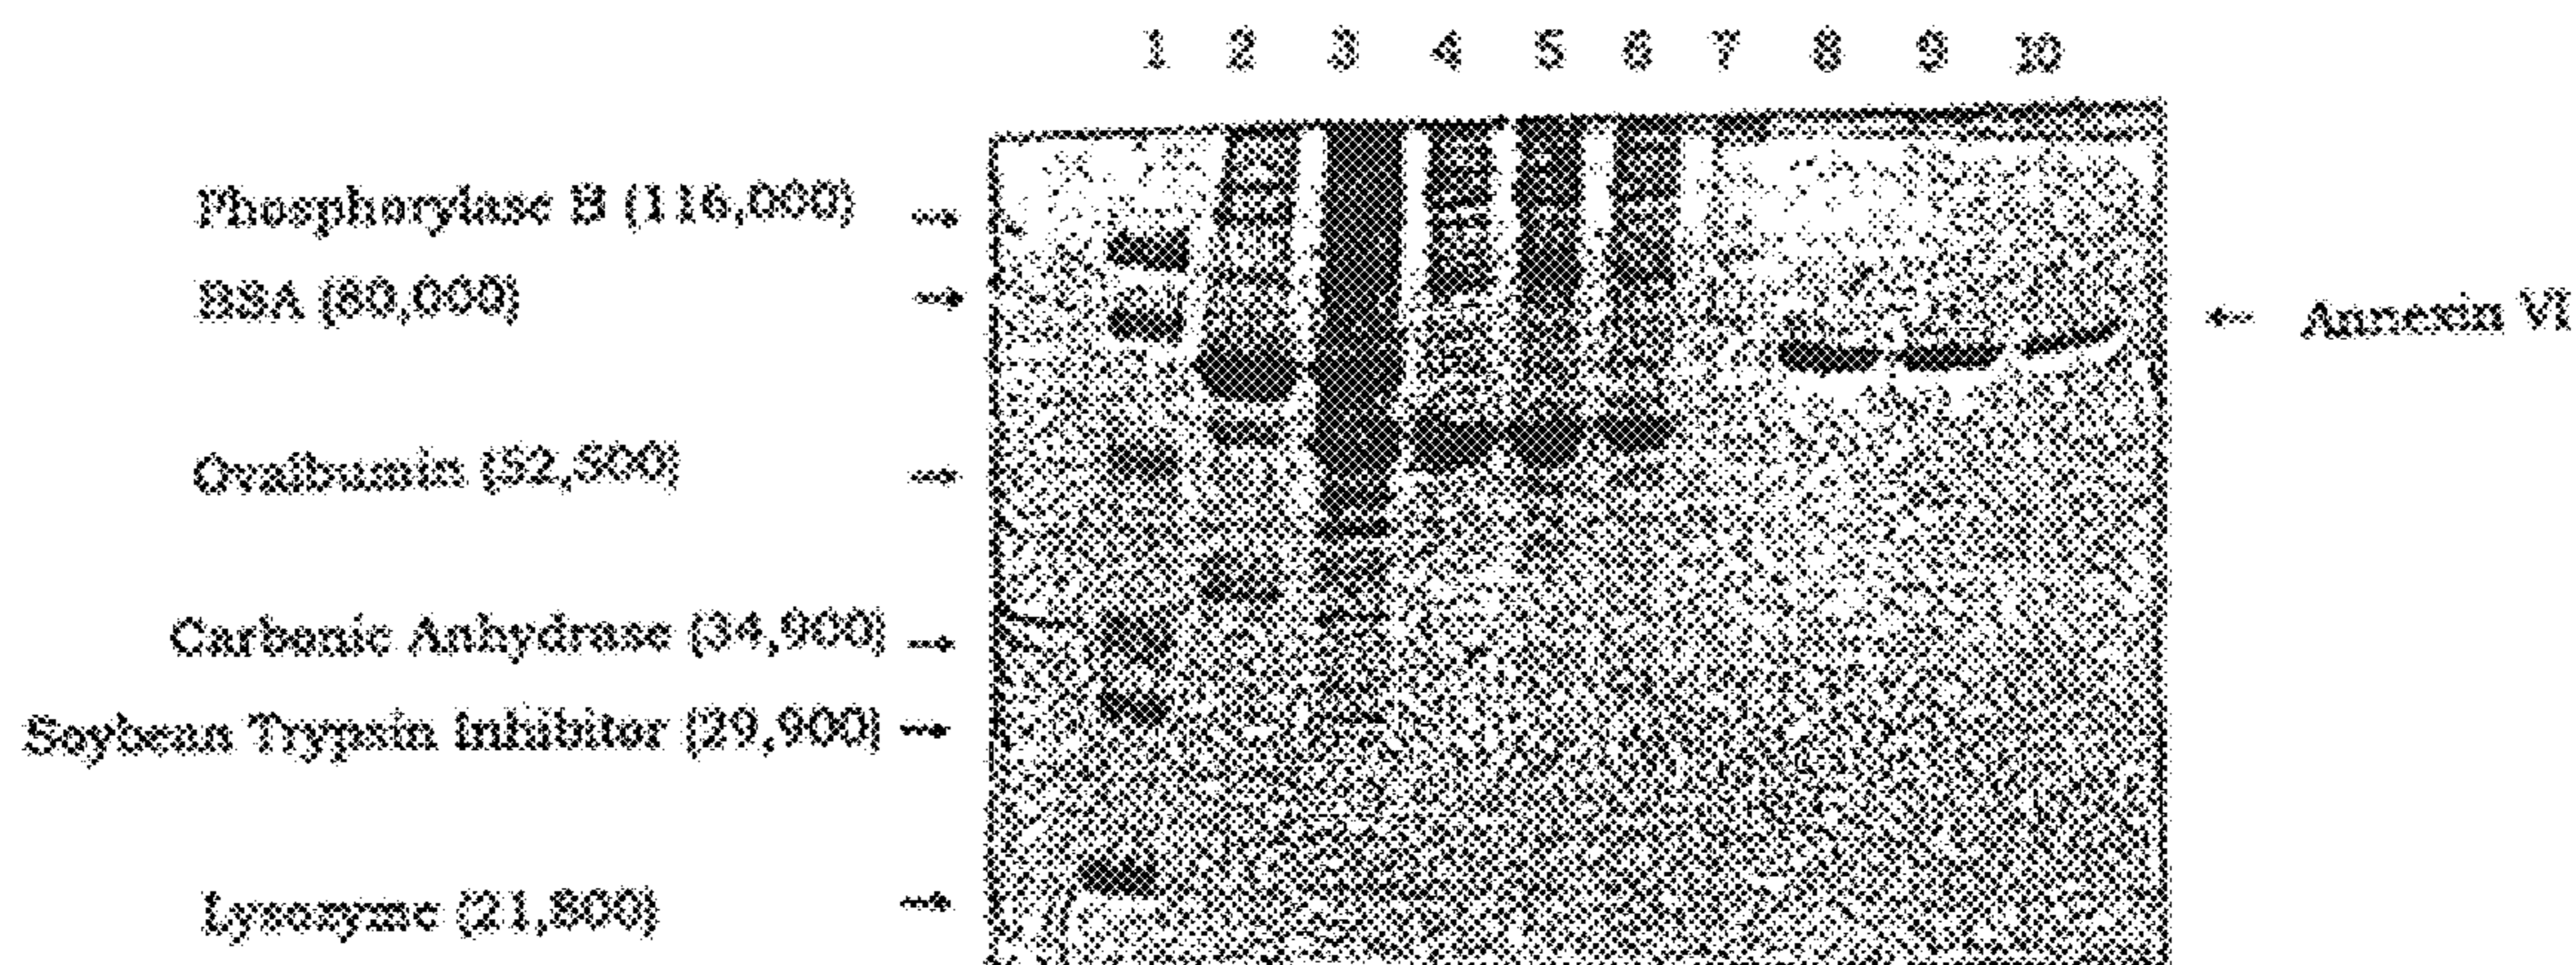 1 2 3 4 5 6 7 8 9 10
Phosphorylase B (116,000)
BSA (80,000)
Annexin VI
Ovalbumin (52,500)
Carbonic Anhydrase (34,900)
Soybean Trypsin Inhibitor (29,900)
Lysozyme (21,800)